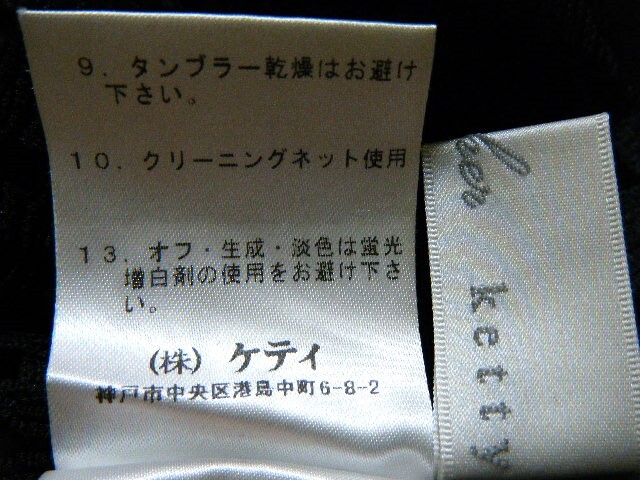 9. タンブラー乾燥はお避け
下さい。
10. クリーニングネット使用
13. オフ・生成・淡色は蛍光
増白剤の使用をお避け下さ
い。
(株) ケティ
神戸市中央区港島中町6-8-2
ketty